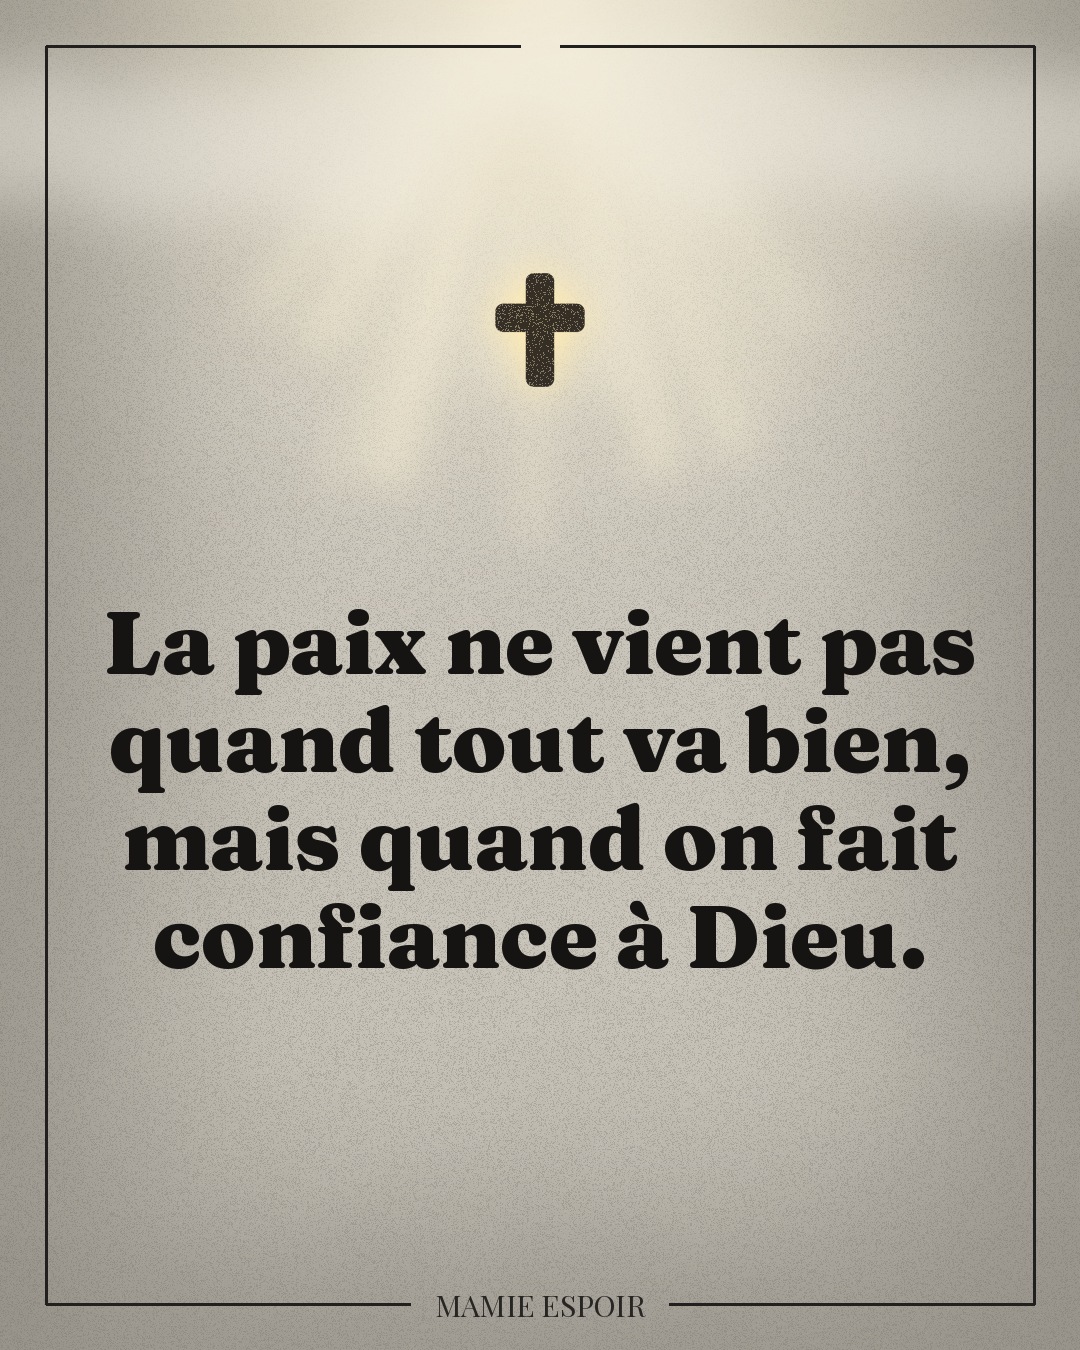 La paix ne vient pas
quand tout va bien,
mais quand on fait
confiance à Dieu.
MAMIE ESPOIR